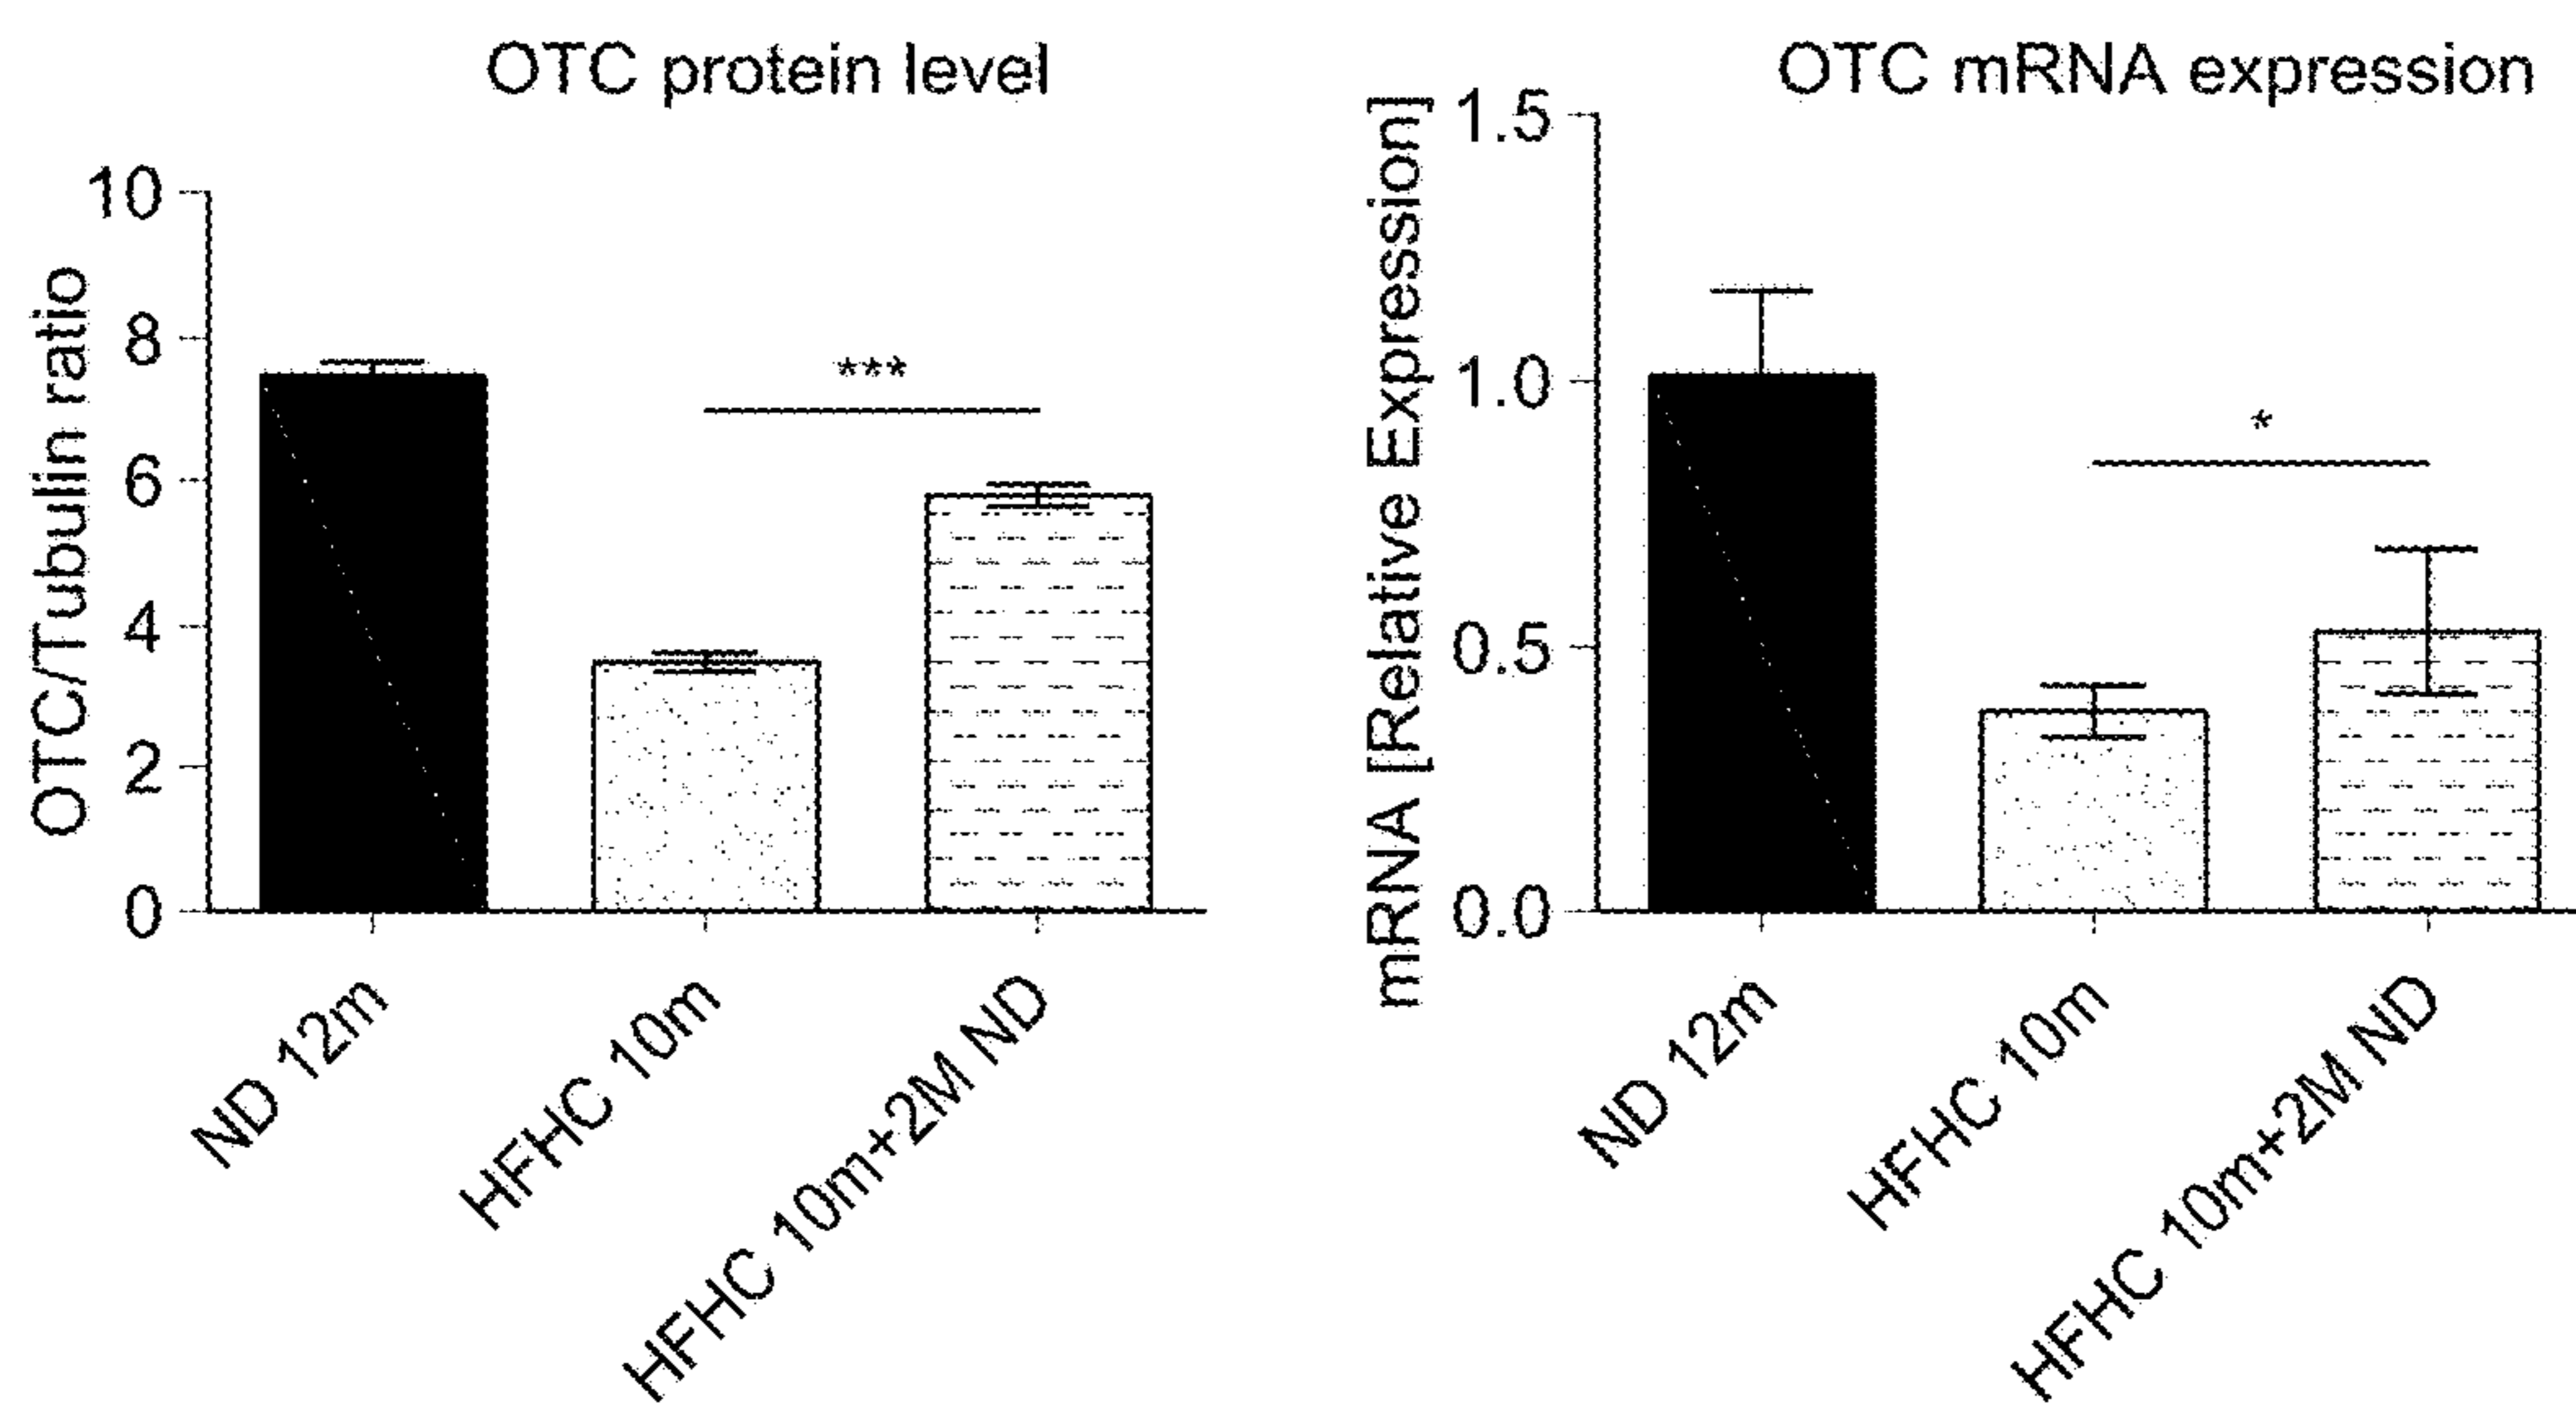 OTC protein level
OTC/Tubulin ratio
10
8
6
4
2
0
***
ND 12m
HFHC 10m
HFHC 10m+2M ND
OTC mRNA expression
mRNA [Relative Expression]
1.5
1.0
0.5
0.0
*
ND 12m
HFHC 10m
HFHC 10m+2M ND